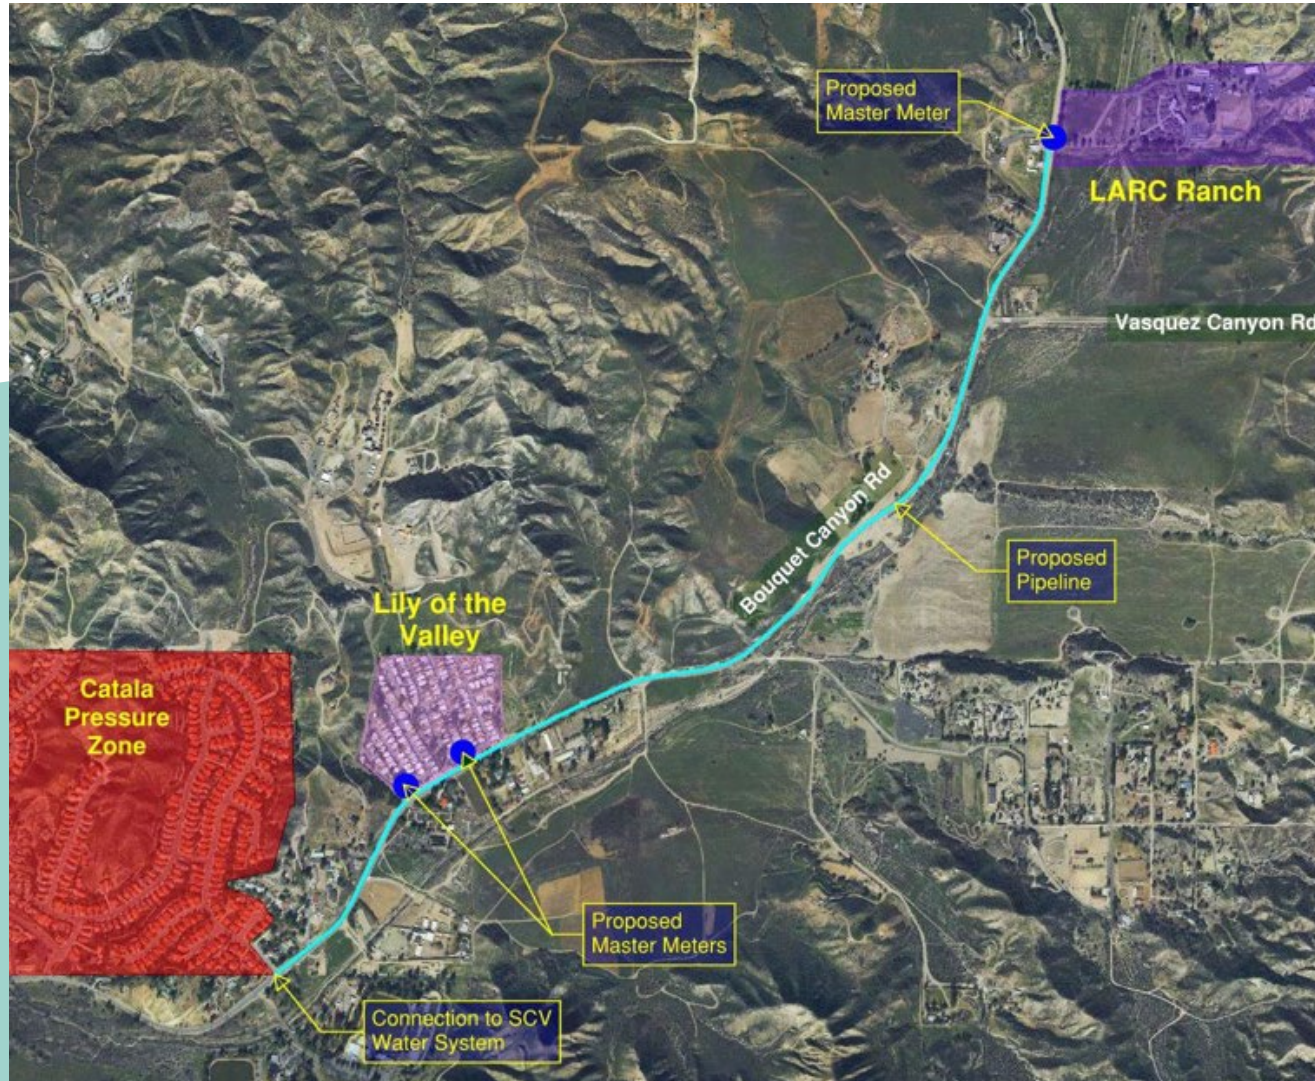 Proposed
Master Meter
LARC Ranch
Vasquez Canyon Rd
Bouquet Canyon Rd
Proposed
Pipeline
Lily of the
Valley
Catala
Pressure
Zone
Proposed
Master Meters
Connection to SCV
Water System